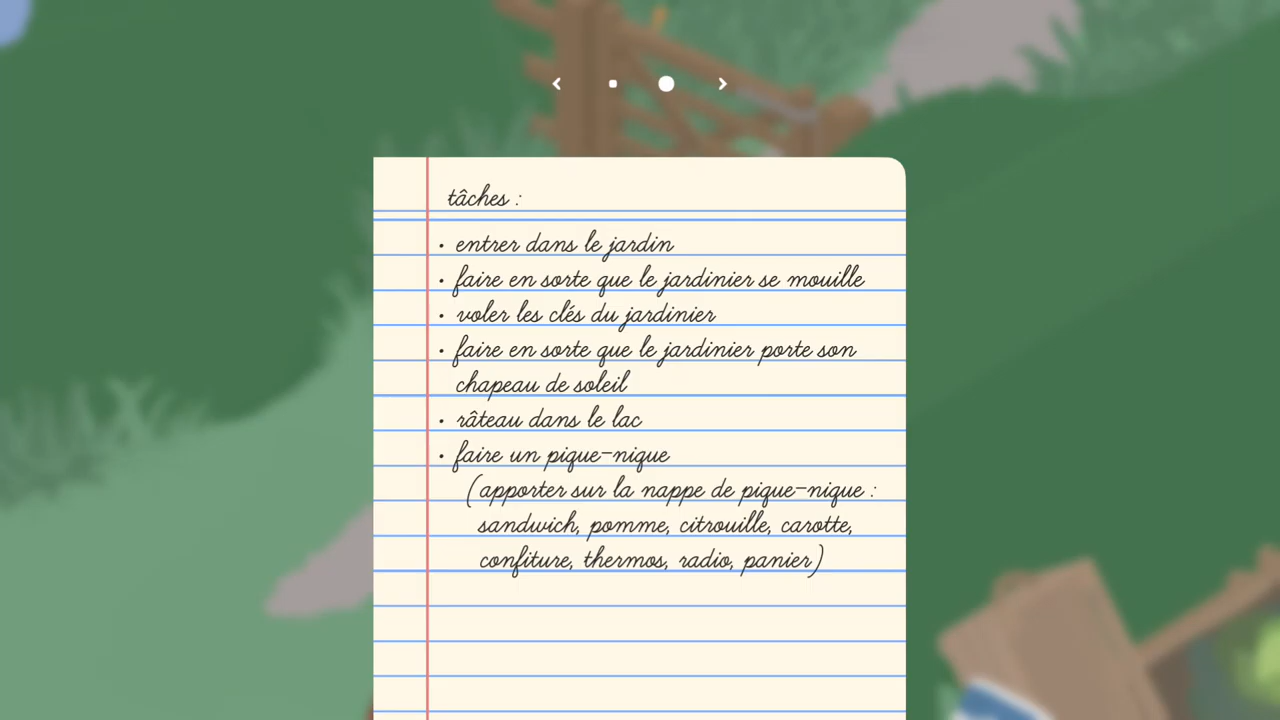 tâches :
• entrer dans le jardin
• faire en sorte que le jardinier se mouille
• voler les clés du jardinier
• faire en sorte que le jardinier porte son
chapeau de soleil
• râteau dans le lac
• faire un pique-nique
(apporter sur la nappe de pique-nique :
sandwich, pomme, citrouille, carotte,
confiture, thermos, radio, panier)